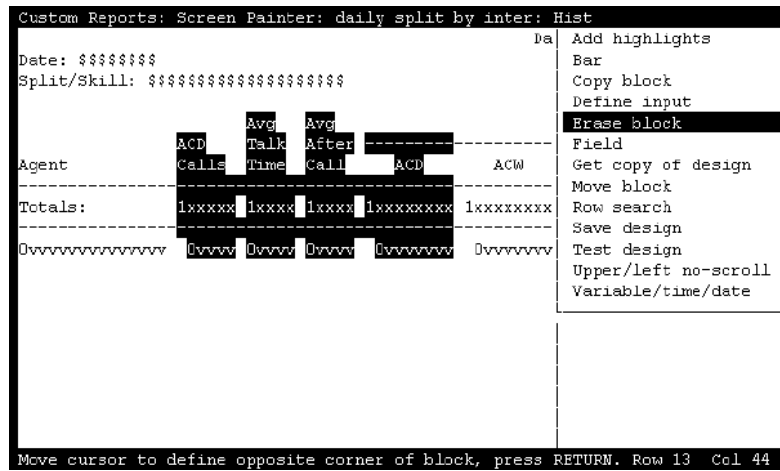 Custom Reports: Screen Painter: daily split by inter: Hist
Da
Add highlights
Date: $$$$$$$$
Bar
Split/Skill: $$$$$$$$$$$$$$$$$$$$
Copy block
Define input
Avg Avg
Erase block
ACD Talk After --------------------
Field
Agent Calls Time Call ACD ACW
Get copy of design
-------------------------------------------------------
Move block
Totals: 1xxxxx 1xxxx 1xxxx 1xxxxxxxx 1xxxxxxxx
Row search
-------------------------------------------------------
Save design
0vvvvvvvvvvvvvv 0vvvv 0vvvv 0vvvv 0vvvvvvv 0vvvvvvv
Test design
Upper/left no-scroll
Variable/time/date
Move cursor to define opposite corner of block, press RETURN. Row 13 Col 44